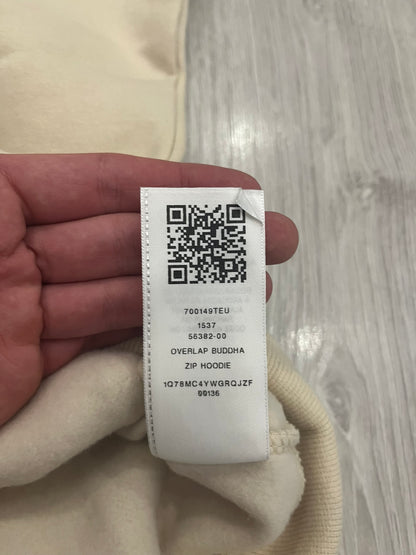 700149TEU
1537
56382-00
OVERLAP BUDDHA
ZIP HOODIE
1Q78MC4YWGRQJZF
00136